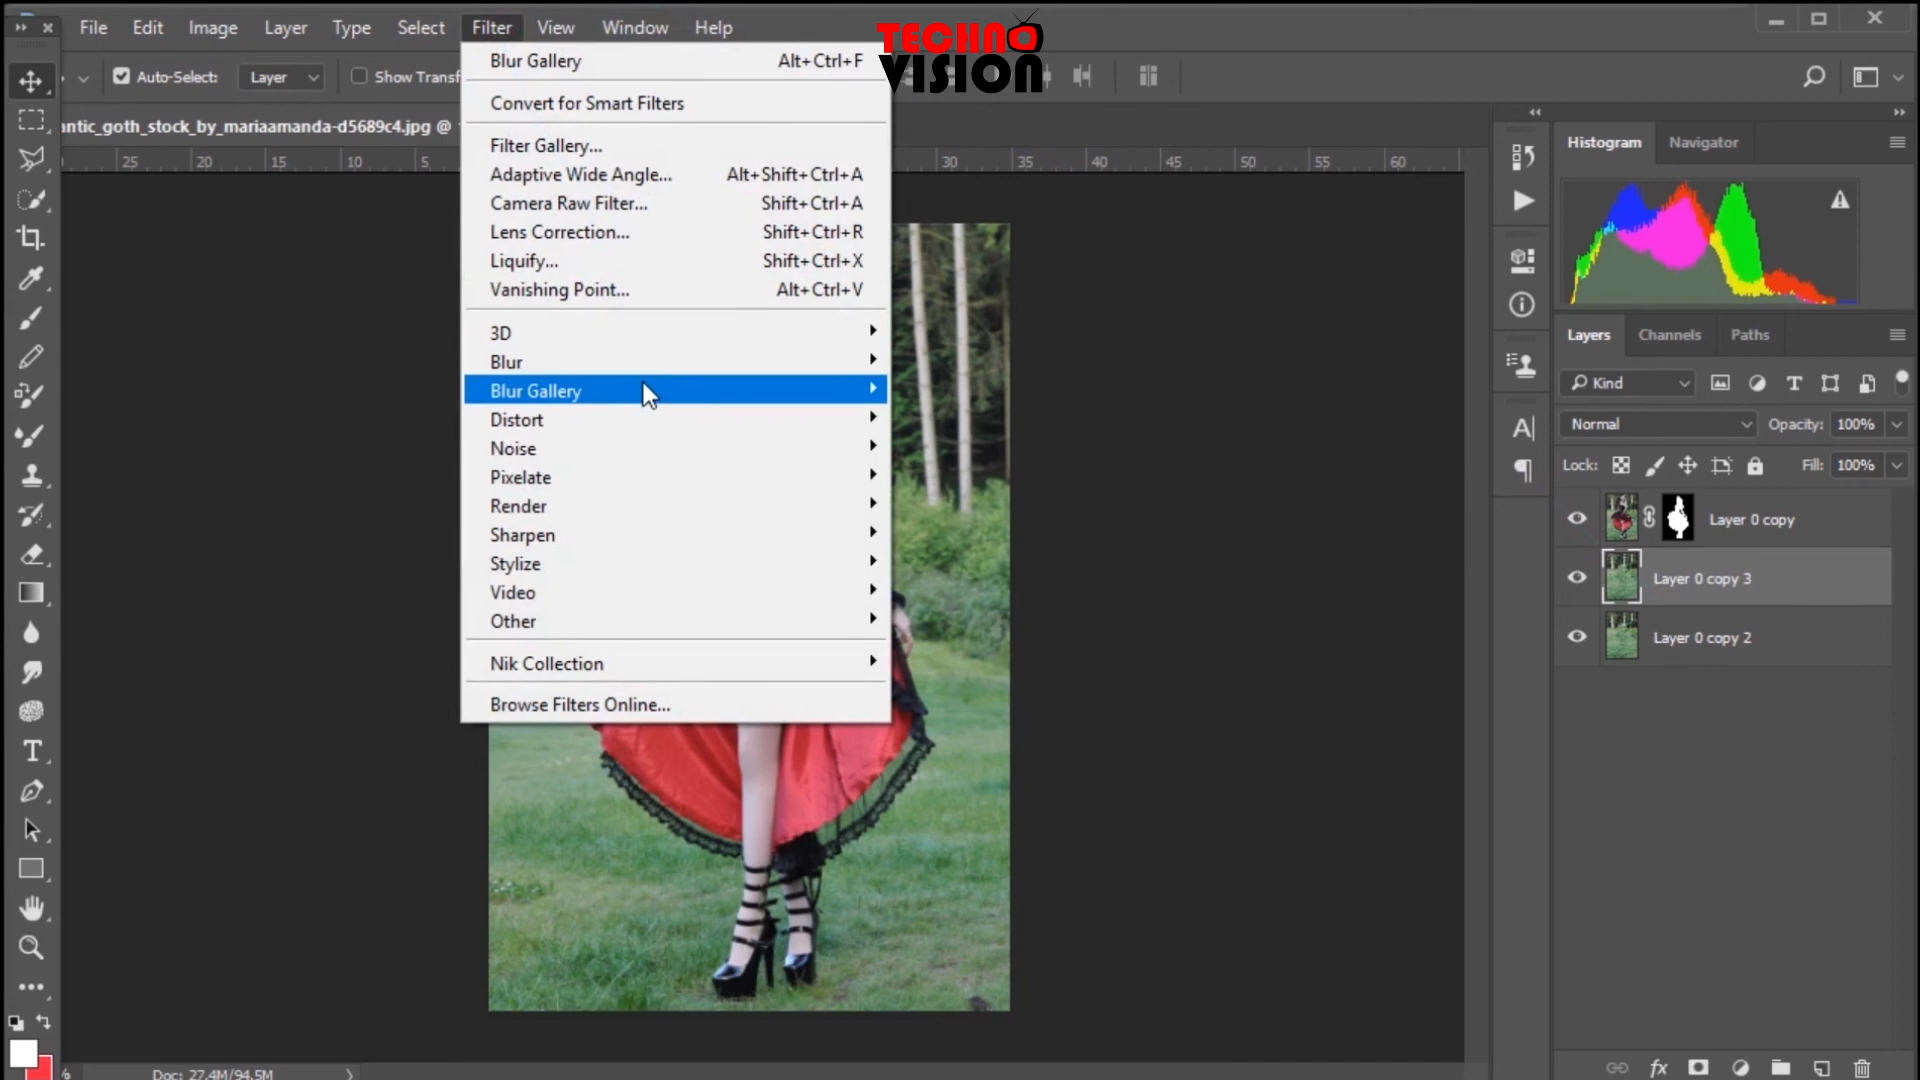 File Edit Image Layer Type Select Filter View Window Help
TECHNO
VISION
Auto-Select: Layer Show Transf
antic_goth_stock_by_mariaamanda-d5689c4.jpg @
25 20 15 10 5 30 35 40 45 50 55 60
Blur Gallery Alt+Ctrl+F
Convert for Smart Filters
Filter Gallery...
Adaptive Wide Angle... Alt+Shift+Ctrl+A
Camera Raw Filter... Shift+Ctrl+A
Lens Correction... Shift+Ctrl+R
Liquify... Shift+Ctrl+X
Vanishing Point... Alt+Ctrl+V
3D
Blur
Blur Gallery
Distort
Noise
Pixelate
Render
Sharpen
Stylize
Video
Other
Nik Collection
Browse Filters Online...
Histogram Navigator
Layers Channels Paths
Kind
Normal Opacity: 100%
Lock: Fill: 100%
Layer 0 copy
Layer 0 copy 3
Layer 0 copy 2
% Doc: 27.4M/94.5M